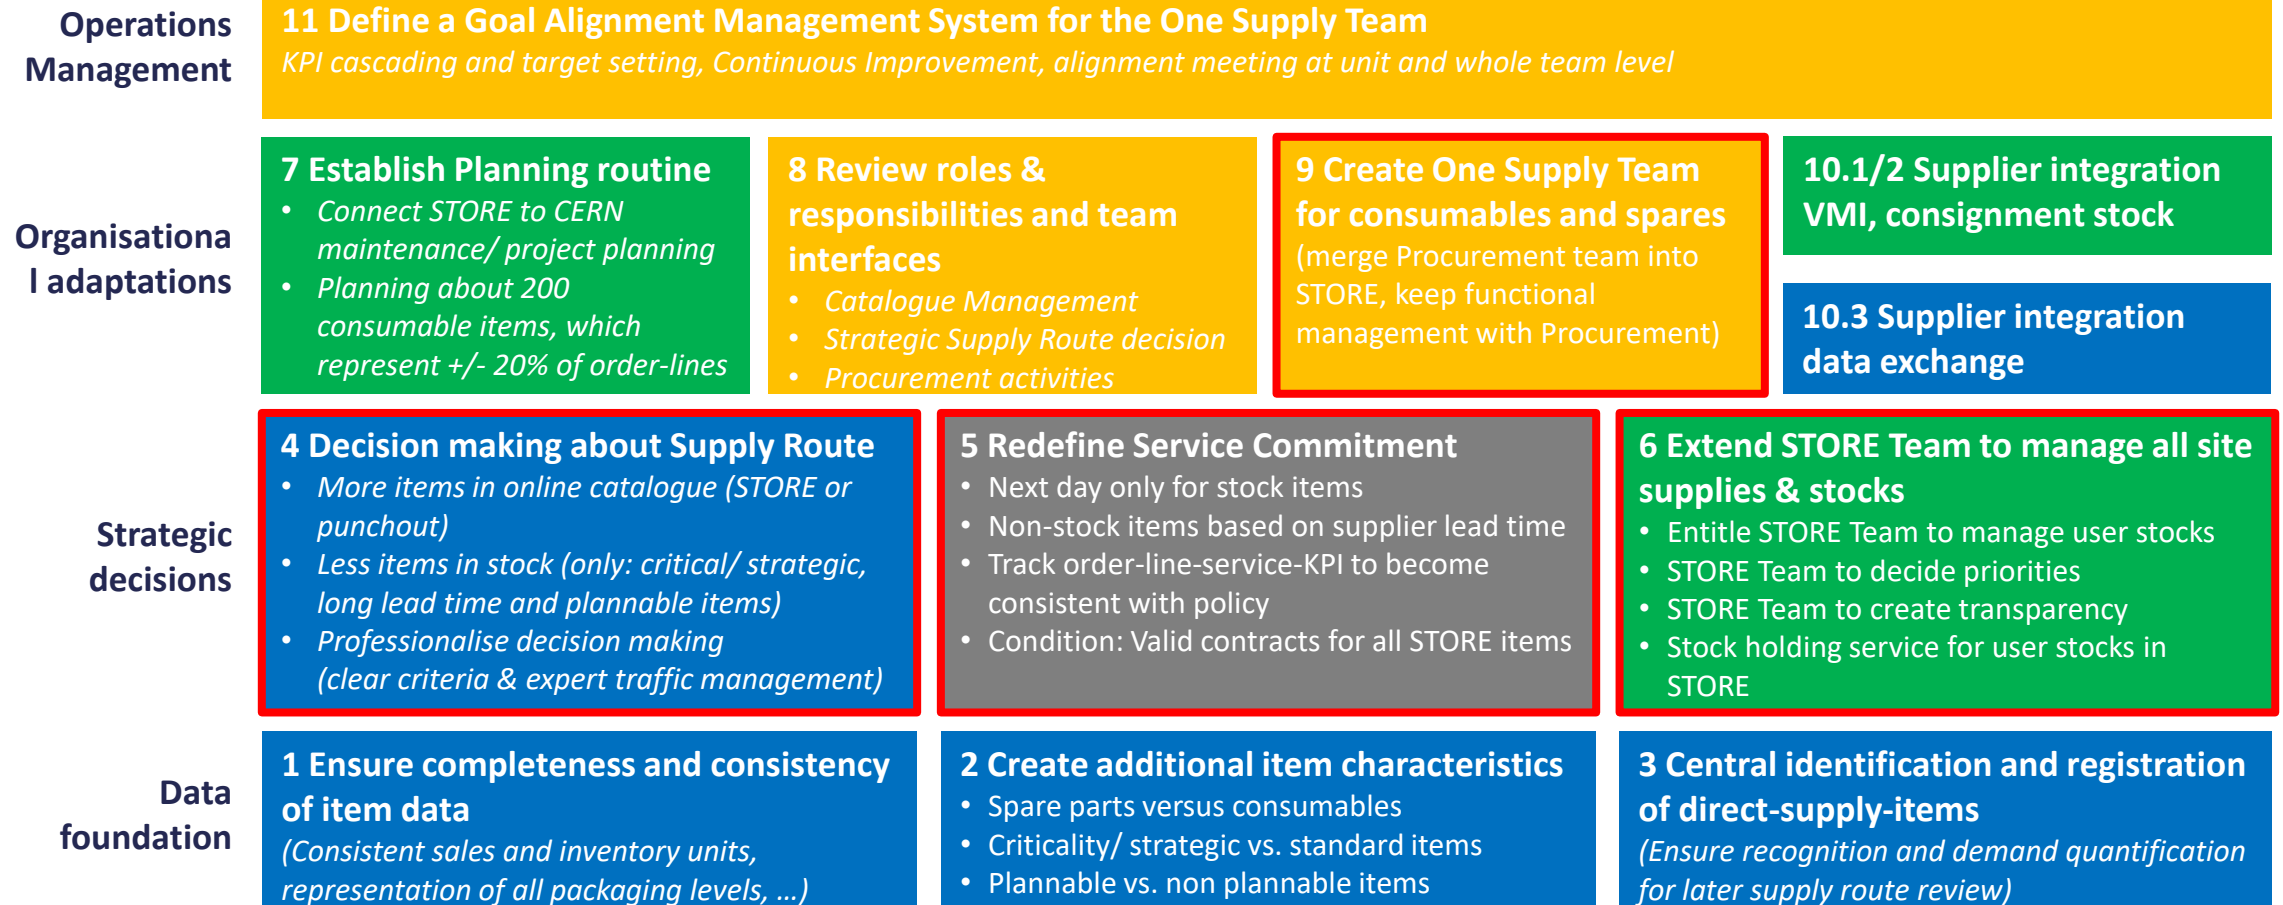 Operations
Management
11 Define a Goal Alignment Management System for the One Supply Team
KPI cascading and target setting, Continuous Improvement, alignment meeting at unit and whole team level
Organisationa
l adaptations
7 Establish Planning routine
• Connect STORE to CERN
maintenance/ project planning
• Planning about 200
consumable items, which
represent +/- 20% of order-lines
8 Review roles &
responsibilities and team
interfaces
• Catalogue Management
• Strategic Supply Route decision
• Procurement activities
9 Create One Supply Team
for consumables and spares
(merge Procurement team into
STORE, keep functional
management with Procurement)
10.1/2 Supplier integration
VMI, consignment stock
10.3 Supplier integration
data exchange
Strategic
decisions
4 Decision making about Supply Route
• More items in online catalogue (STORE or
punchout)
• Less items in stock (only: critical/ strategic,
long lead time and plannable items)
• Professionalise decision making
(clear criteria & expert traffic management)
5 Redefine Service Commitment
• Next day only for stock items
• Non-stock items based on supplier lead time
• Track order-line-service-KPI to become
consistent with policy
• Condition: Valid contracts for all STORE items
6 Extend STORE Team to manage all site
supplies & stocks
• Entitle STORE Team to manage user stocks
• STORE Team to decide priorities
• STORE Team to create transparency
• Stock holding service for user stocks in
STORE
Data
foundation
1 Ensure completeness and consistency
of item data
(Consistent sales and inventory units,
representation of all packaging levels, ...)
2 Create additional item characteristics
• Spare parts versus consumables
• Criticality/ strategic vs. standard items
• Plannable vs. non plannable items
3 Central identification and registration
of direct-supply-items
(Ensure recognition and demand quantification
for later supply route review)